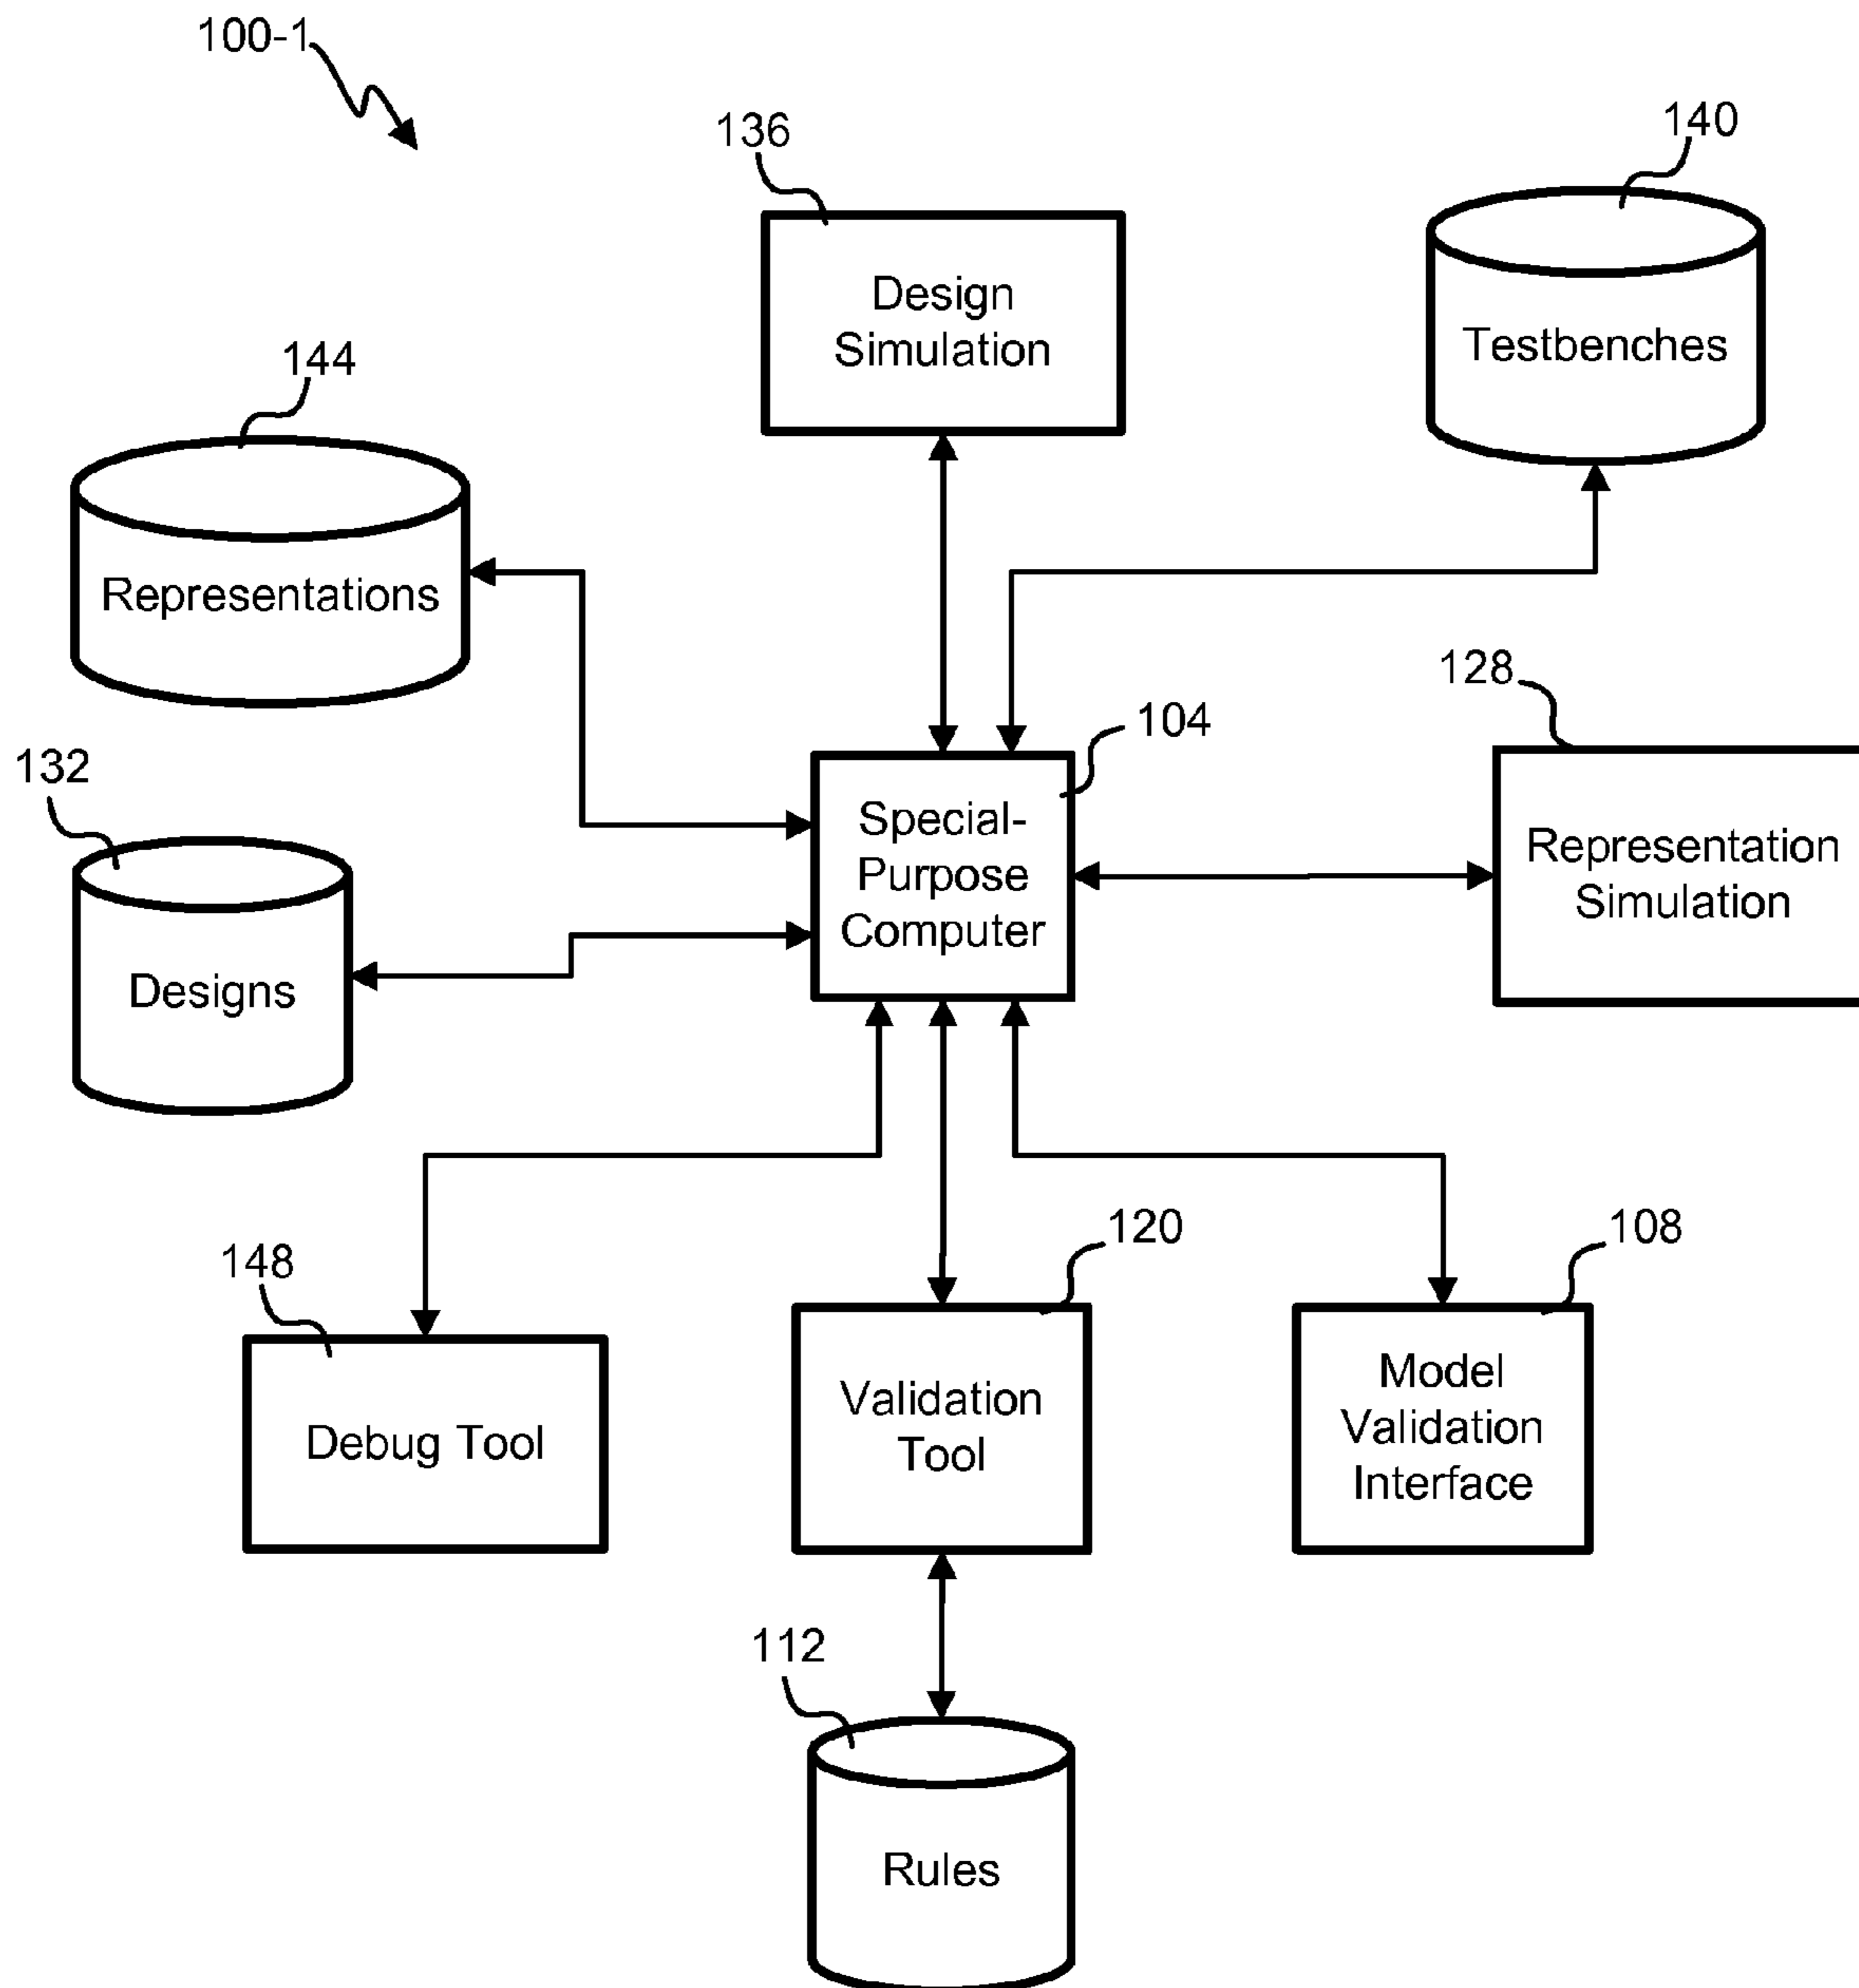 100-1
136
140
Design
Simulation
Testbenches
144
Representations
128
104
132
Special-
Purpose
Computer
Representation
Simulation
Designs
120
108
148
Model
Validation
Interface
Validation
Tool
Debug Tool
112
Rules